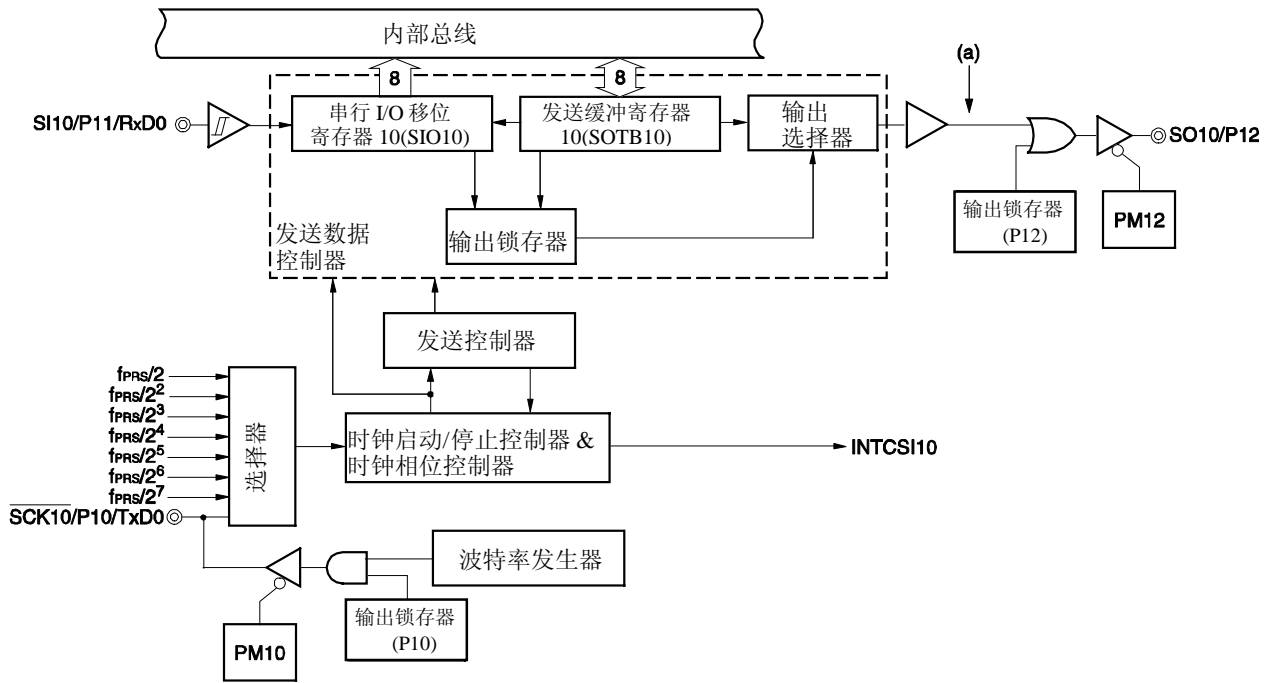 内部总线
8
8
(a)
SI10/P11/RxD0
串行 I/O 移位
寄存器 10(SIO10)
发送缓冲寄存器
10(SOTB10)
输出
选择器
SO10/P12
输出锁存器
(P12)
PM12
发送数据
控制器
输出锁存器
发送控制器
fPRS/2
fPRS/2²
fPRS/2³
fPRS/2⁴
fPRS/2⁵
fPRS/2⁶
fPRS/2⁷
SCK10/P10/TxD0
选择器
时钟启动/停止控制器 &
时钟相位控制器
INTCSI10
波特率发生器
输出锁存器
(P10)
PM10